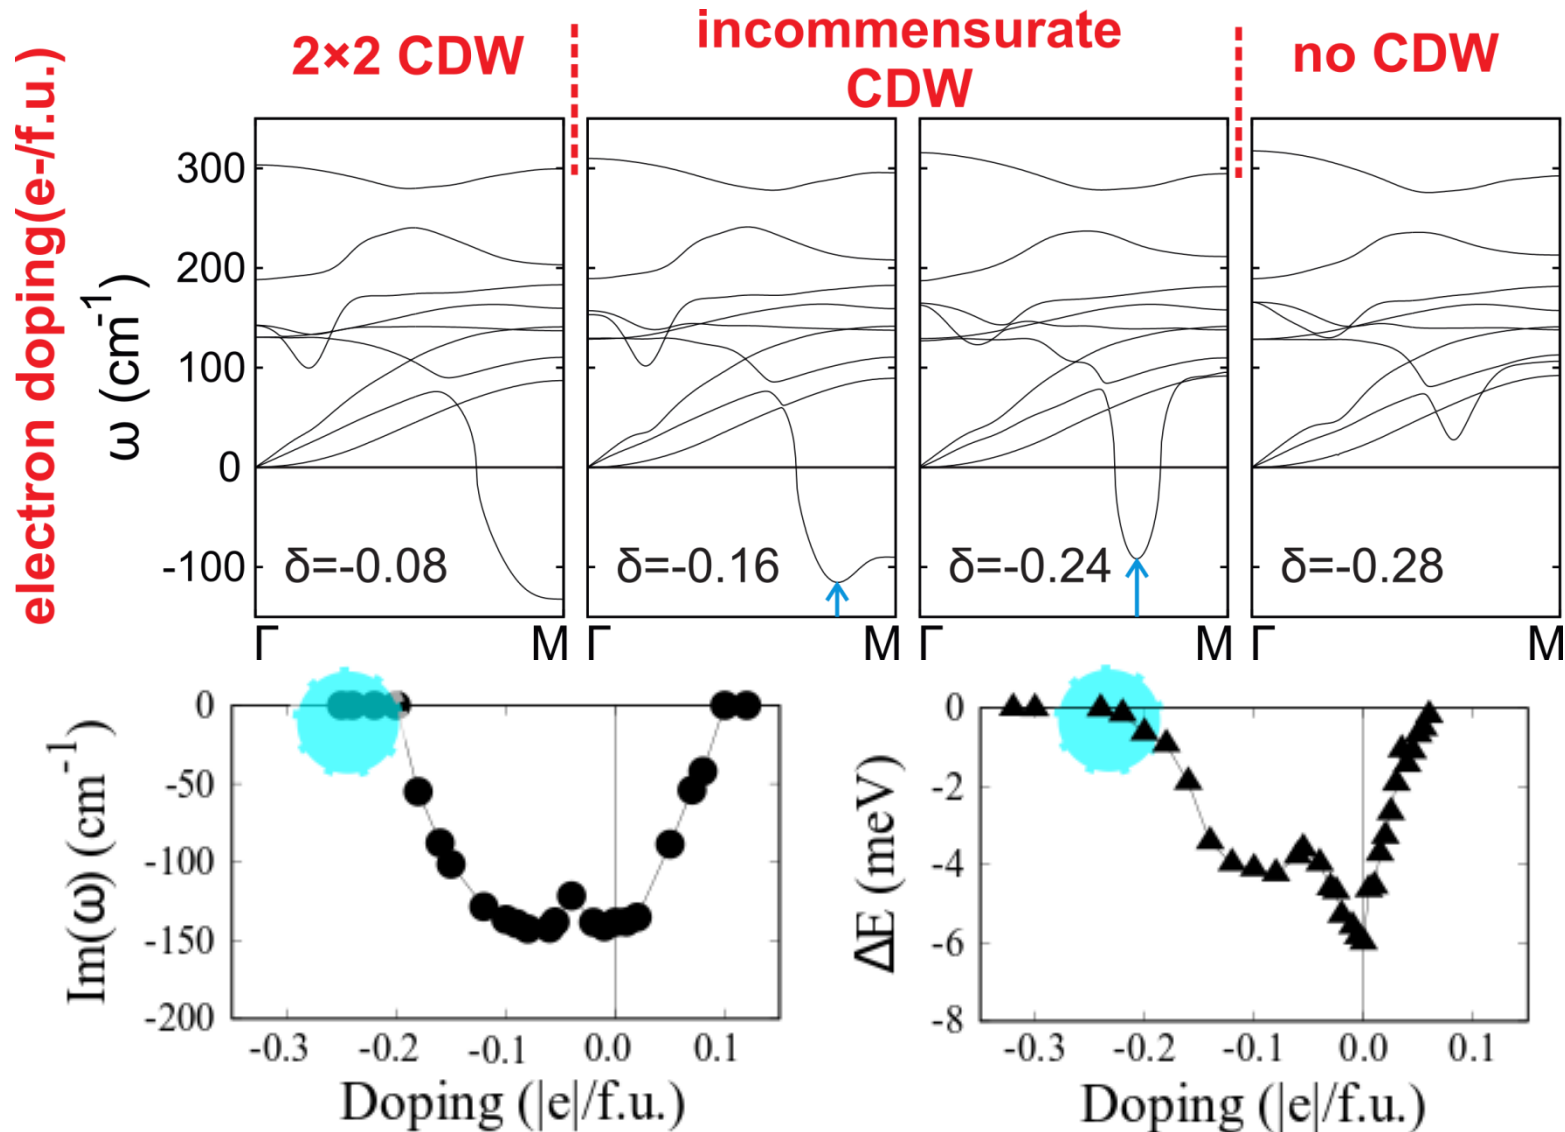 2×2 CDW
incommensurate
CDW
no CDW
electron doping(e-/f.u.)
ω (cm-1)
300
200
100
0
-100
δ=-0.08
δ=-0.16
δ=-0.24
δ=-0.28
Γ M Γ M Γ M Γ M
Im(ω) (cm-1)
0
-50
-100
-150
-200
-0.3 -0.2 -0.1 0.0 0.1
Doping (|e|/f.u.)
ΔE (meV)
0
-2
-4
-6
-8
-0.3 -0.2 -0.1 0.0 0.1
Doping (|e|/f.u.)